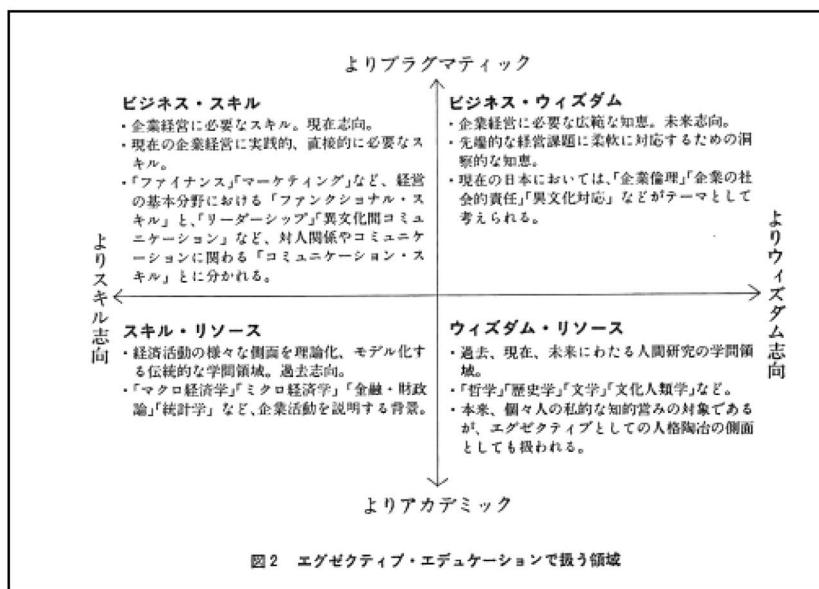 よりプラグマティック
ビジネス・スキル
・企業経営に必要なスキル。現在志向。
・現在の企業経営に実践的、直接的に必要なス
キル。
・「ファイナンス」「マーケティング」など、経営
の基本分野における「ファンクショナル・ス
キル」と、「リーダーシップ」「異文化間コミュ
ニケーション」など、対人関係やコミュニケ
ーションに関わる「コミュニケーション・ス
キル」とに分かれる。
ビジネス・ウィズダム
・企業経営に必要な広範な知恵。未来志向。
・先端的な経営課題に柔軟に対応するための洞
察的な知恵。
・現在の日本においては、「企業倫理」「企業の社
会的責任」「異文化対応」などがテーマとして
考えられる。
よりスキル志向
よりウィズダム志向
スキル・リソース
・経済活動の様々な側面を理論化、モデル化す
る伝統的な学問領域。過去志向。
・「マクロ経済学」「ミクロ経済学」「金融・財政
論」「統計学」など、企業活動を説明する背景。
ウィズダム・リソース
・過去、現在、未来にわたる人間研究の学問領
域。
・「哲学」「歴史学」「文学」「文化人類学」など。
・本来、個々人の私的な知的営みの対象である
が、エグゼクティブとしての人格陶冶の側面
としても扱われる。
よりアカデミック
図2 エグゼクティブ・エデュケーションで扱う領域